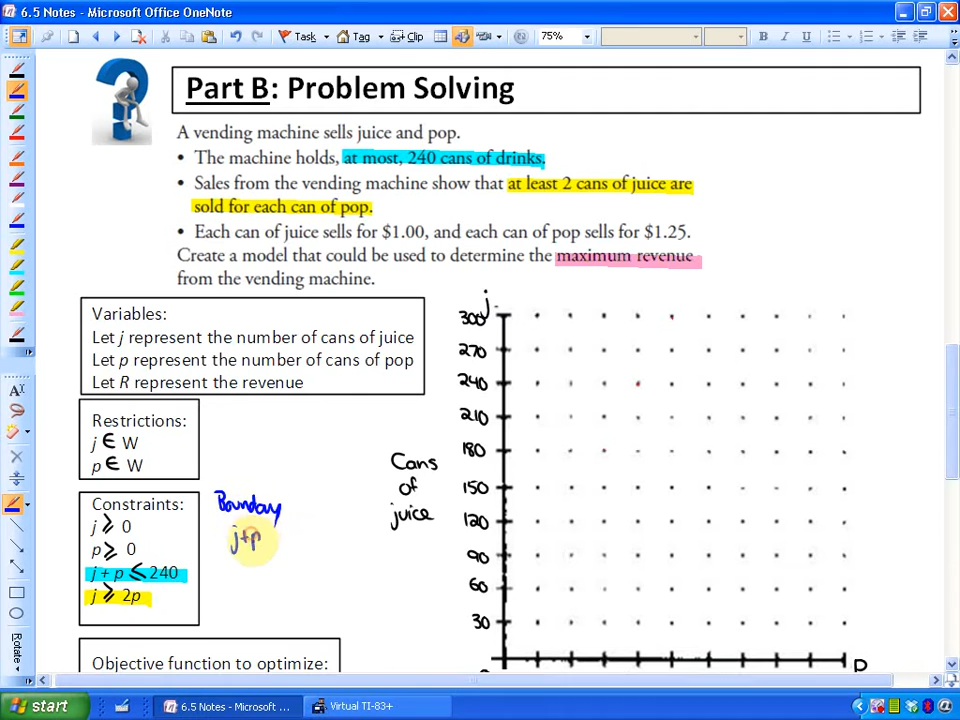 6.5 Notes - Microsoft Office OneNote
Task
Tag
Clip
75%
B I U
Part B: Problem Solving
A vending machine sells juice and pop.
• The machine holds, at most, 240 cans of drinks.
• Sales from the vending machine show that at least 2 cans of juice are
sold for each can of pop.
• Each can of juice sells for $1.00, and each can of pop sells for $1.25.
Create a model that could be used to determine the maximum revenue
from the vending machine.
Variables:
Let j represent the number of cans of juice
Let p represent the number of cans of pop
Let R represent the revenue
Restrictions:
j ∈ W
p ∈ W
Constraints:
j ≥ 0
p ≥ 0
j + p ≤ 240
j ≥ 2p
Boundary
j+p
Objective function to optimize:
j
300
270
240
210
180
150
120
90
60
30
Cans
of
juice
P
Rotate
start
6.5 Notes - Microsoft ...
Virtual TI-83+